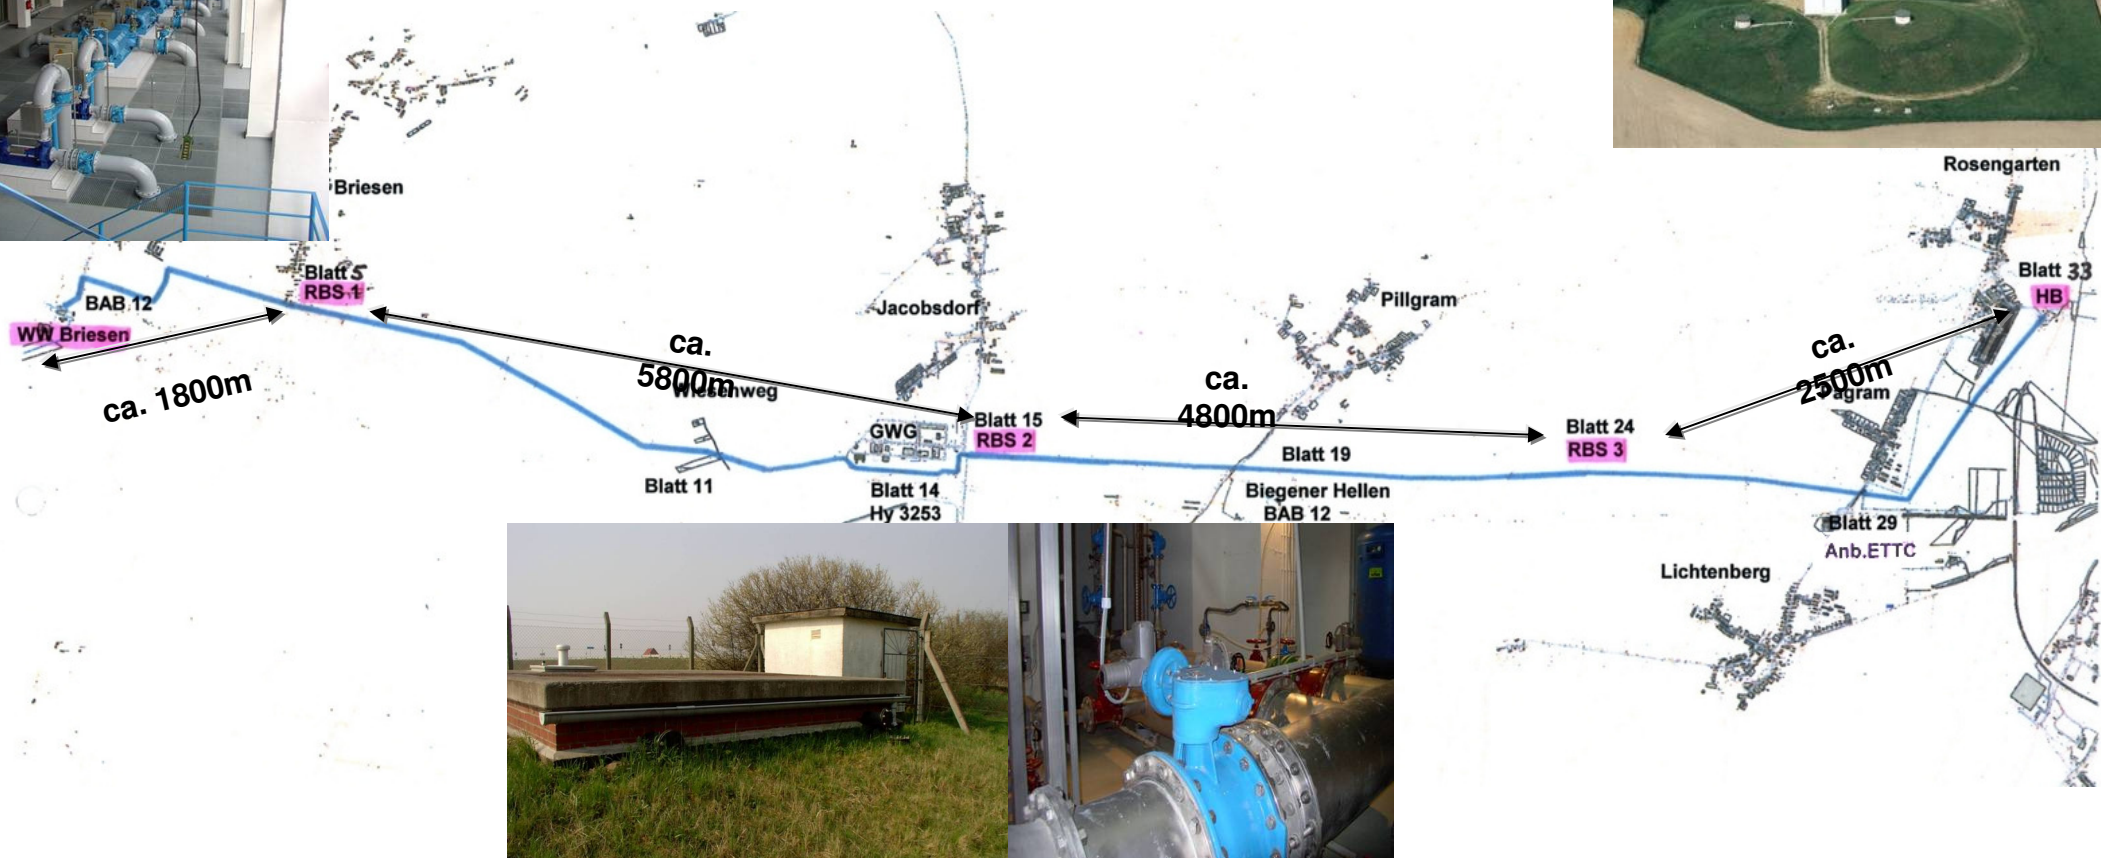 Rosengarten
Briesen
Blatt 5
RBS 1
BAB 12
WW Briesen
ca. 1800m
ca.
5800m
Wiesenweg
Jacobsdorf
GWG
Blatt 11
Blatt 14
Hy 3253
Blatt 15
RBS 2
Pillgram
ca.
4800m
Blatt 19
Biegener Hellen
BAB 12
Blatt 24
RBS 3
ca.
2500m
Pagram
Blatt 33
HB
Blatt 29
Anb.ETTC
Lichtenberg